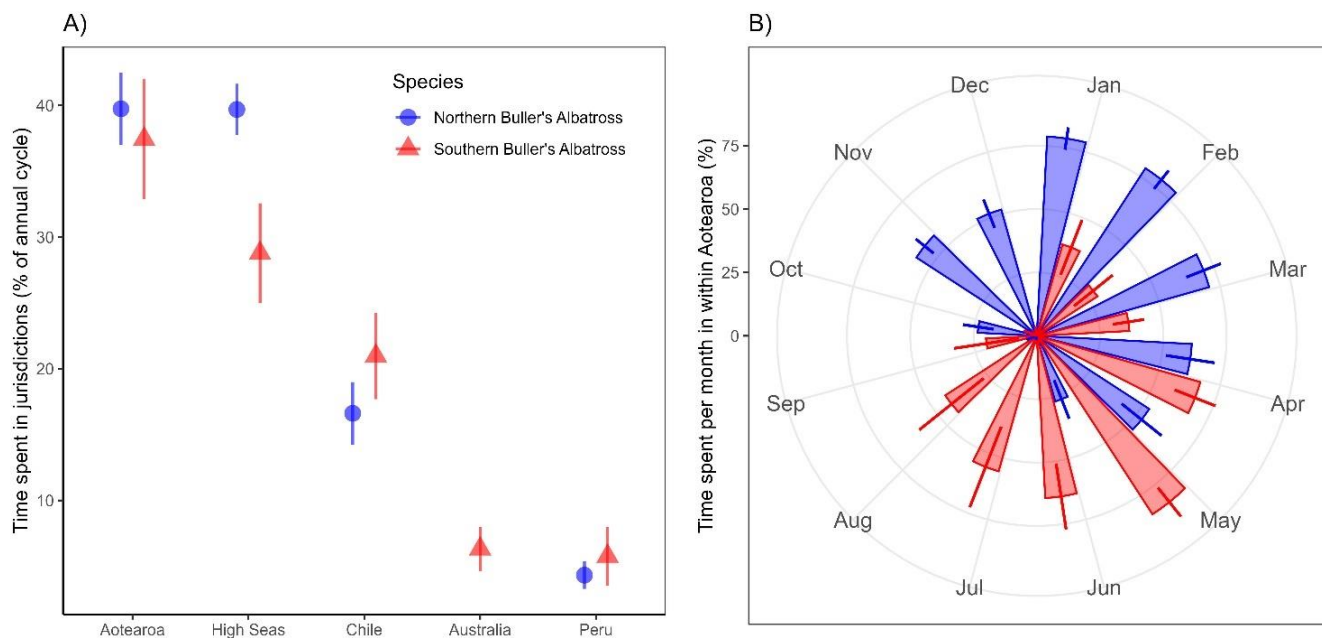 A)
Time spent in jurisdictions (% of annual cycle)
40
30
20
10
Species
Northern Buller's Albatross
Southern Buller's Albatross
Aotearoa
High Seas
Chile
Australia
Peru
B)
Time spent per month in within Aotearoa (%)
75
50
25
0
Jan
Feb
Mar
Apr
May
Jun
Jul
Aug
Sep
Oct
Nov
Dec